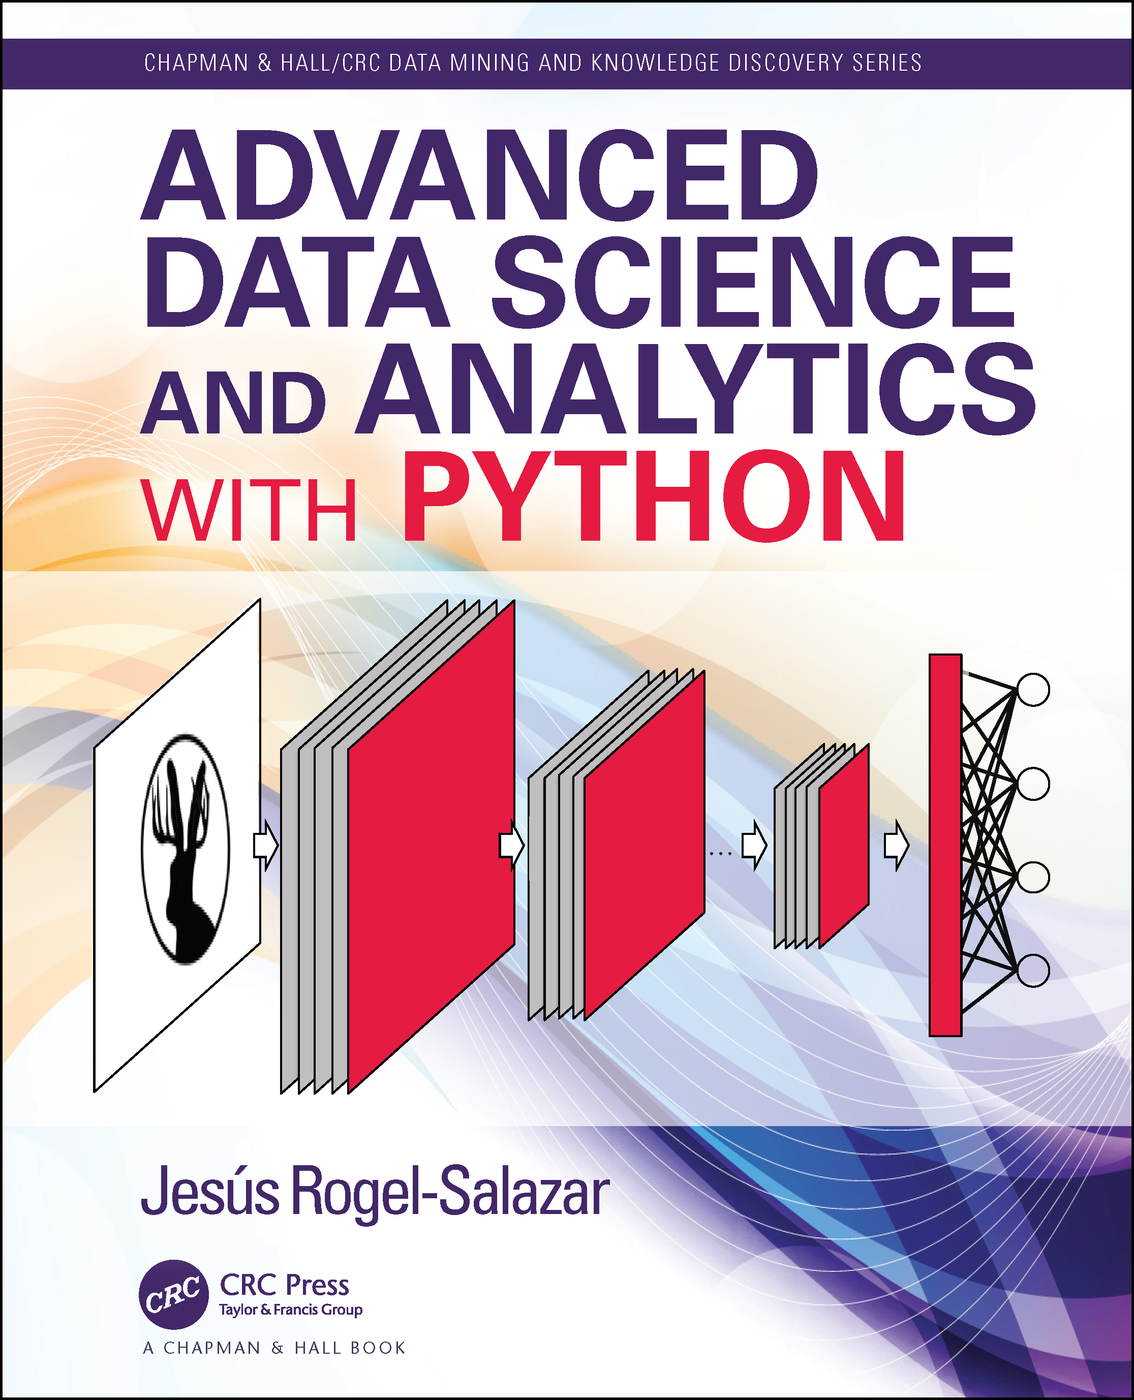 CHAPMAN & HALL/CRC DATA MINING AND KNOWLEDGE DISCOVERY SERIES
ADVANCED
DATA SCIENCE
AND ANALYTICS
WITH PYTHON
...
Jesús Rogel-Salazar
CRC
CRC Press
Taylor & Francis Group
A CHAPMAN & HALL BOOK